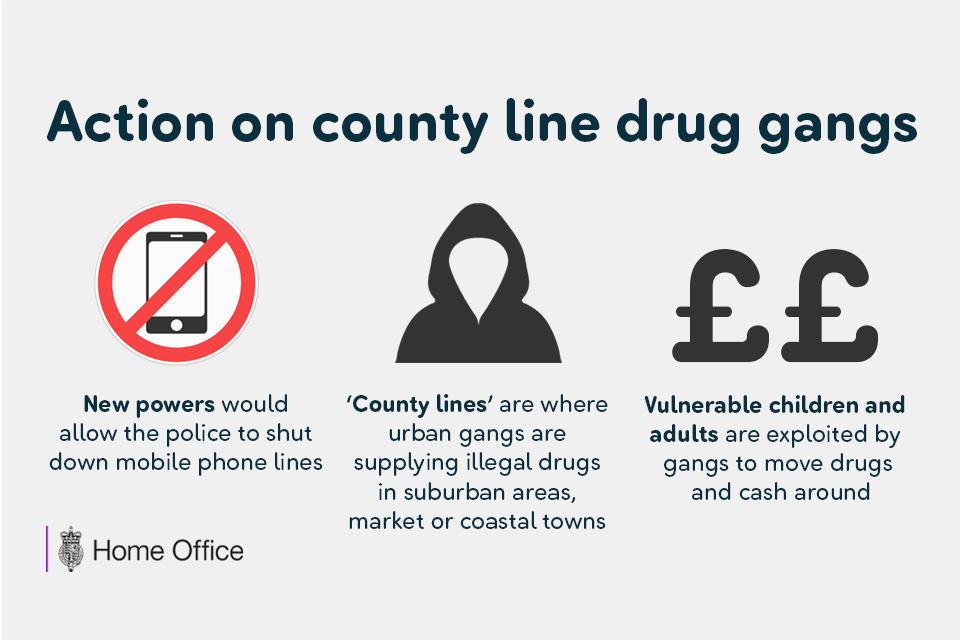 Action on county line drug gangs
New powers would
allow the police to shut
down mobile phone lines
‘County lines’ are where
urban gangs are
supplying illegal drugs
in suburban areas,
market or coastal towns
££
Vulnerable children and
adults are exploited by
gangs to move drugs
and cash around
Home Office